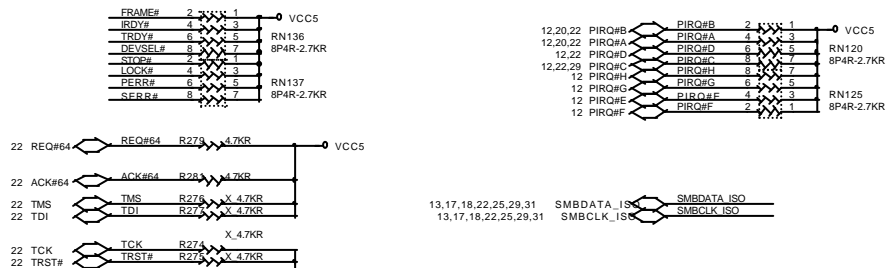 FRAME# 2 1 VCC5
IRDY# 4 3
TRDY# 6 5 RN136
DEVSEL# 8 7 8P4R-2.7KR
STOP# 2 1
LOCK# 4 3
PERR# 6 5 RN137
SERR# 8 7 8P4R-2.7KR
12,20,22 PIRQ#B PIRQ#B 2 1 VCC5
12,20,22 PIRQ#A PIRQ#A 4 3
12,22 PIRQ#D PIRQ#D 6 5 RN120
12,22,29 PIRQ#C PIRQ#C 8 7 8P4R-2.7KR
12 PIRQ#H PIRQ#H 8 7
12 PIRQ#G PIRQ#G 6 5
12 PIRQ#E PIRQ#E 4 3 RN125
12 PIRQ#F PIRQ#F 2 1 8P4R-2.7KR
22 REQ#64 REQ#64 R279 4.7KR VCC5
22 ACK#64 ACK#64 R281 4.7KR
22 TMS TMS R276 X_4.7KR
22 TDI TDI R277 X_4.7KR
X_4.7KR
22 TCK TCK R274
22 TRST# TRST# R275 X_4.7KR
13,17,18,22,25,29,31 SMBDATA_ISO SMBDATA_ISO
13,17,18,22,25,29,31 SMBCLK_ISO SMBCLK_ISO